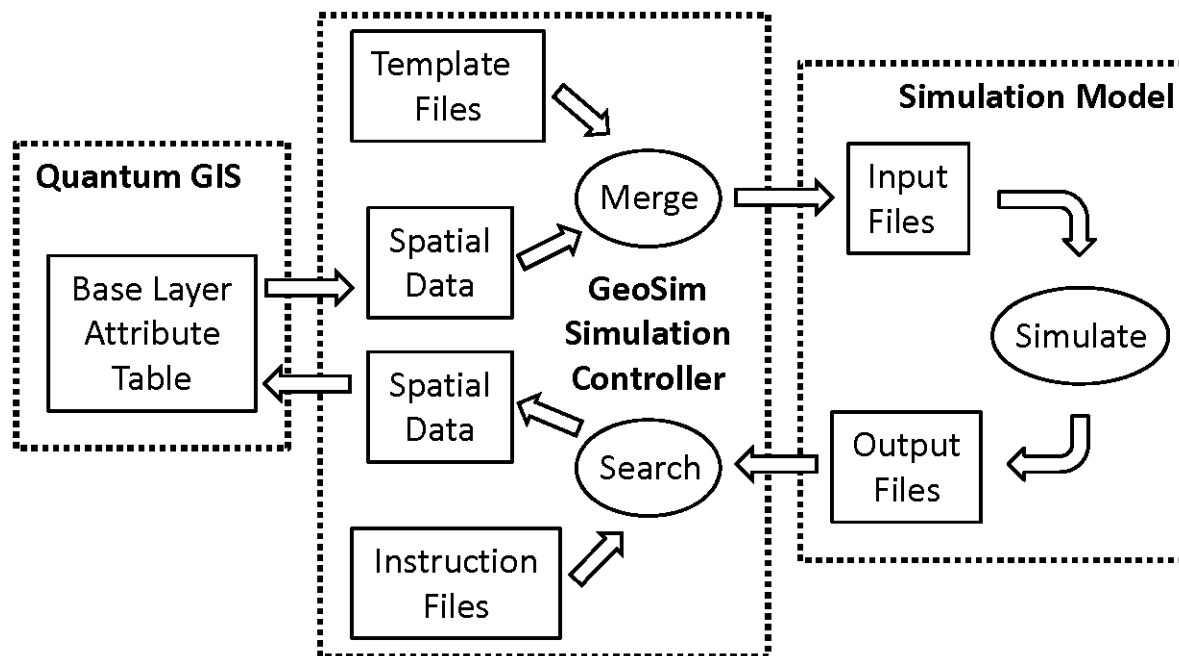 Quantum GIS
Base Layer
Attribute
Table
Template
Files
Spatial
Data
Merge
GeoSim
Simulation
Controller
Spatial
Data
Search
Instruction
Files
Simulation Model
Input
Files
Simulate
Output
Files